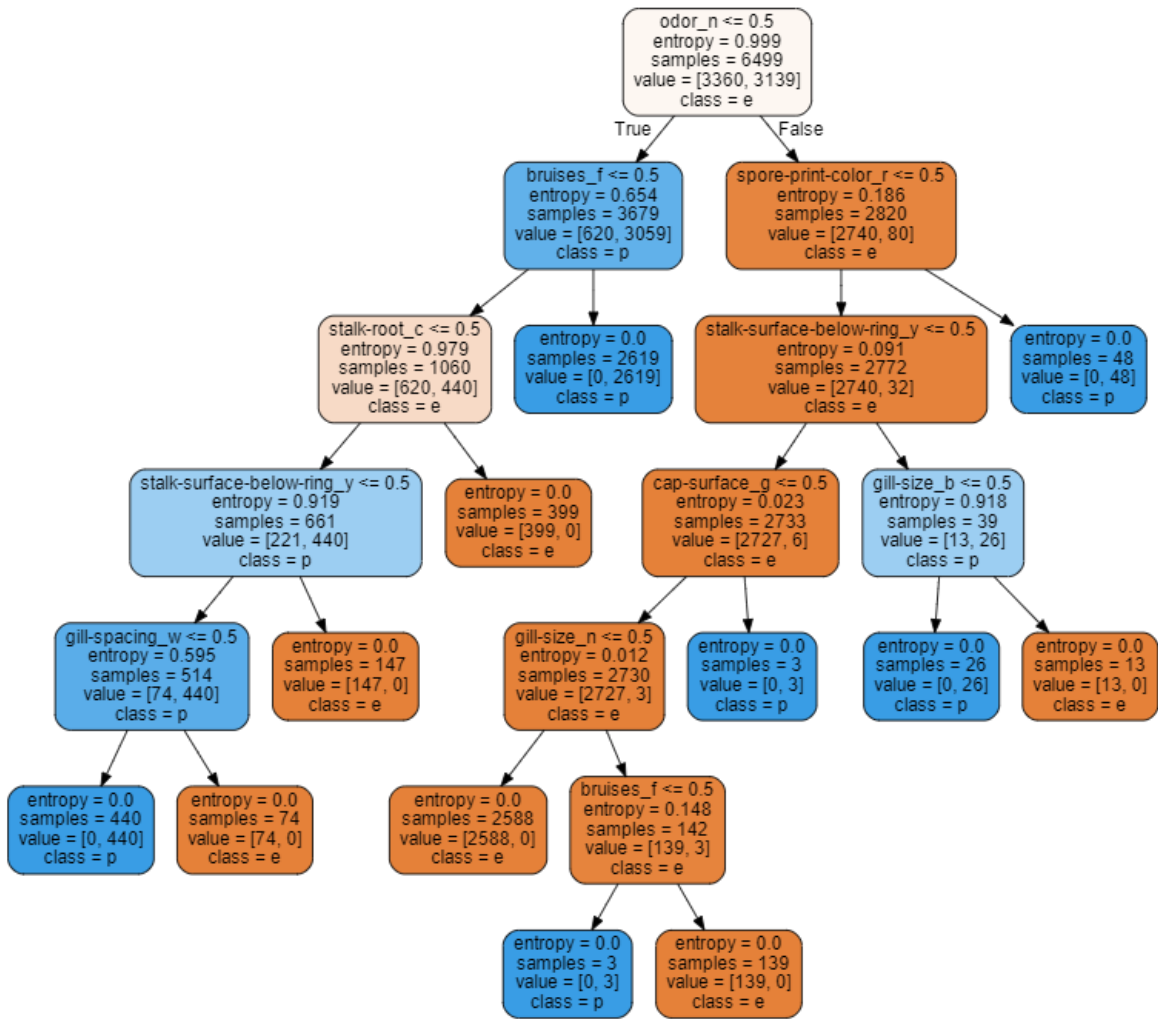 odor_n <= 0.5
entropy = 0.999
samples = 6499
value = [3360, 3139]
class = e
True
False
bruises_f <= 0.5
entropy = 0.654
samples = 3679
value = [620, 3059]
class = p
spore-print-color_r <= 0.5
entropy = 0.186
samples = 2820
value = [2740, 80]
class = e
stalk-root_c <= 0.5
entropy = 0.979
samples = 1060
value = [620, 440]
class = e
entropy = 0.0
samples = 2619
value = [0, 2619]
class = p
stalk-surface-below-ring_y <= 0.5
entropy = 0.091
samples = 2772
value = [2740, 32]
class = e
entropy = 0.0
samples = 48
value = [0, 48]
class = p
stalk-surface-below-ring_y <= 0.5
entropy = 0.919
samples = 661
value = [221, 440]
class = p
entropy = 0.0
samples = 399
value = [399, 0]
class = e
cap-surface_g <= 0.5
entropy = 0.023
samples = 2733
value = [2727, 6]
class = e
gill-size_b <= 0.5
entropy = 0.918
samples = 39
value = [13, 26]
class = p
gill-spacing_w <= 0.5
entropy = 0.595
samples = 514
value = [74, 440]
class = p
entropy = 0.0
samples = 147
value = [147, 0]
class = e
gill-size_n <= 0.5
entropy = 0.012
samples = 2730
value = [2727, 3]
class = e
entropy = 0.0
samples = 3
value = [0, 3]
class = p
entropy = 0.0
samples = 26
value = [0, 26]
class = p
entropy = 0.0
samples = 13
value = [13, 0]
class = e
entropy = 0.0
samples = 440
value = [0, 440]
class = p
entropy = 0.0
samples = 74
value = [74, 0]
class = e
entropy = 0.0
samples = 2588
value = [2588, 0]
class = e
bruises_f <= 0.5
entropy = 0.148
samples = 142
value = [139, 3]
class = e
entropy = 0.0
samples = 3
value = [0, 3]
class = p
entropy = 0.0
samples = 139
value = [139, 0]
class = e